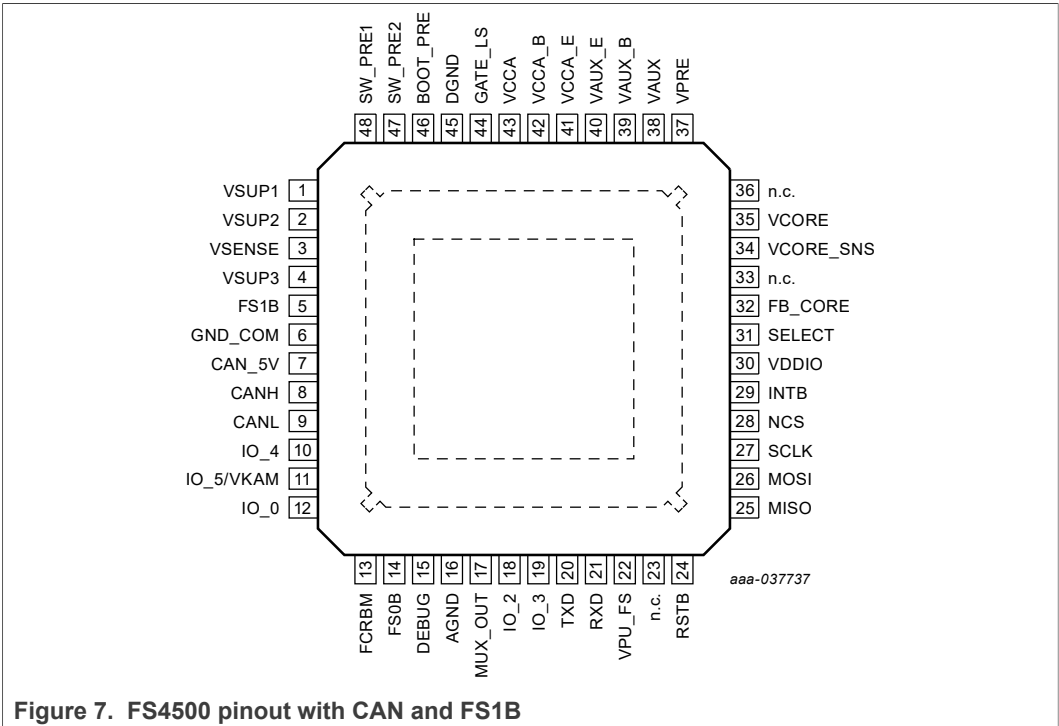 SW_PRE1
SW_PRE2
BOOT_PRE
DGND
GATE_LS
VCCA
VCCA_B
VCCA_E
VAUX_E
VAUX_B
VAUX
VPRE
48
47
46
45
44
43
42
41
40
39
38
37
VSUP1 1
VSUP2 2
VSENSE 3
VSUP3 4
FS1B 5
GND_COM 6
CAN_5V 7
CANH 8
CANL 9
IO_4 10
IO_5/VKAM 11
IO_0 12
36 n.c.
35 VCORE
34 VCORE_SNS
33 n.c.
32 FB_CORE
31 SELECT
30 VDDIO
29 INTB
28 NCS
27 SCLK
26 MOSI
25 MISO
13
14
15
16
17
18
19
20
21
22
23
24
FCRBM
FS0B
DEBUG
AGND
MUX_OUT
IO_2
IO_3
TXD
RXD
VPU_FS
n.c.
RSTB
aaa-037737
Figure 7. FS4500 pinout with CAN and FS1B